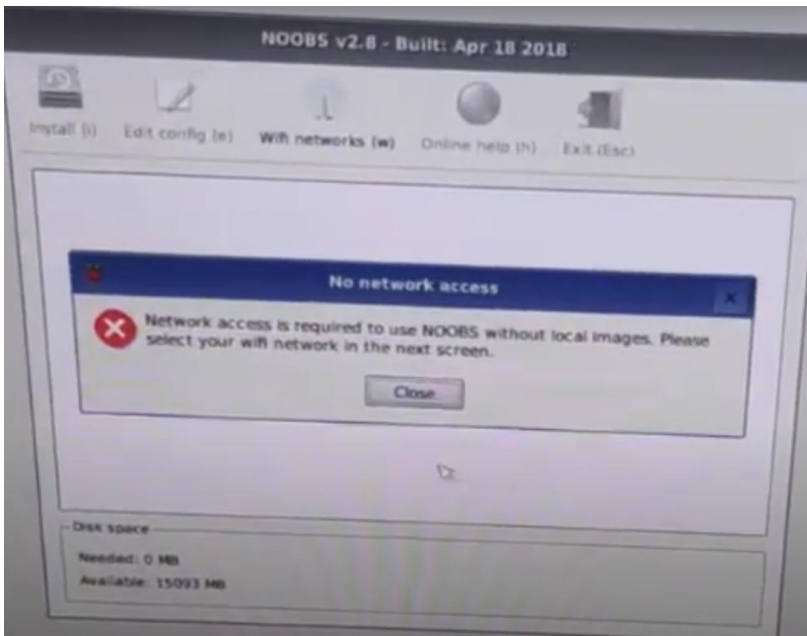 NOOBS v2.8 - Built: Apr 18 2018
Install (i) Edit config (e) Wifi networks (w) Online help (h) Exit (Esc)
No network access
Network access is required to use NOOBS without local images. Please
select your wifi network in the next screen.
Close
Disk space
Needed: 0 MB
Available: 15093 MB